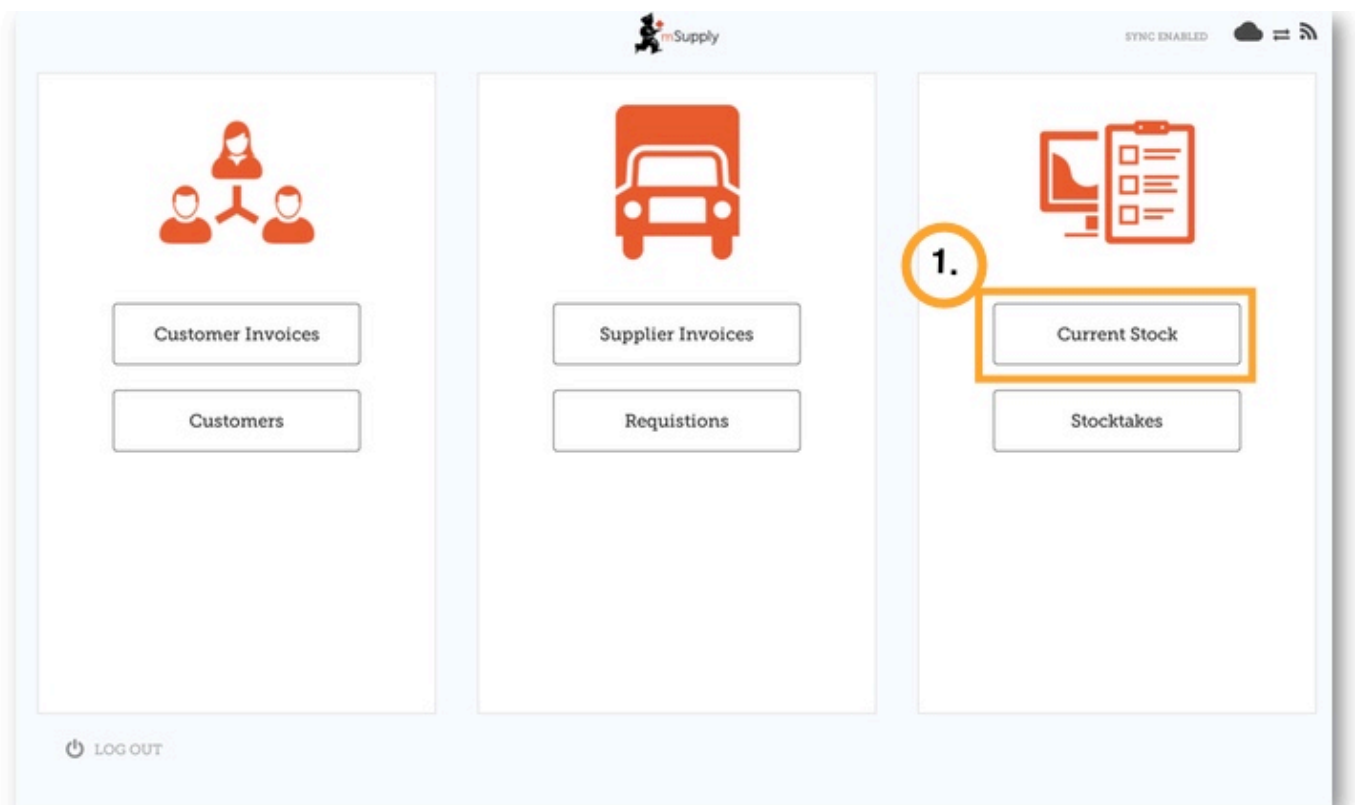 mSupply
SYNC ENABLED
1.
Customer Invoices
Supplier Invoices
Current Stock
Customers
Requistions
Stocktakes
LOG OUT